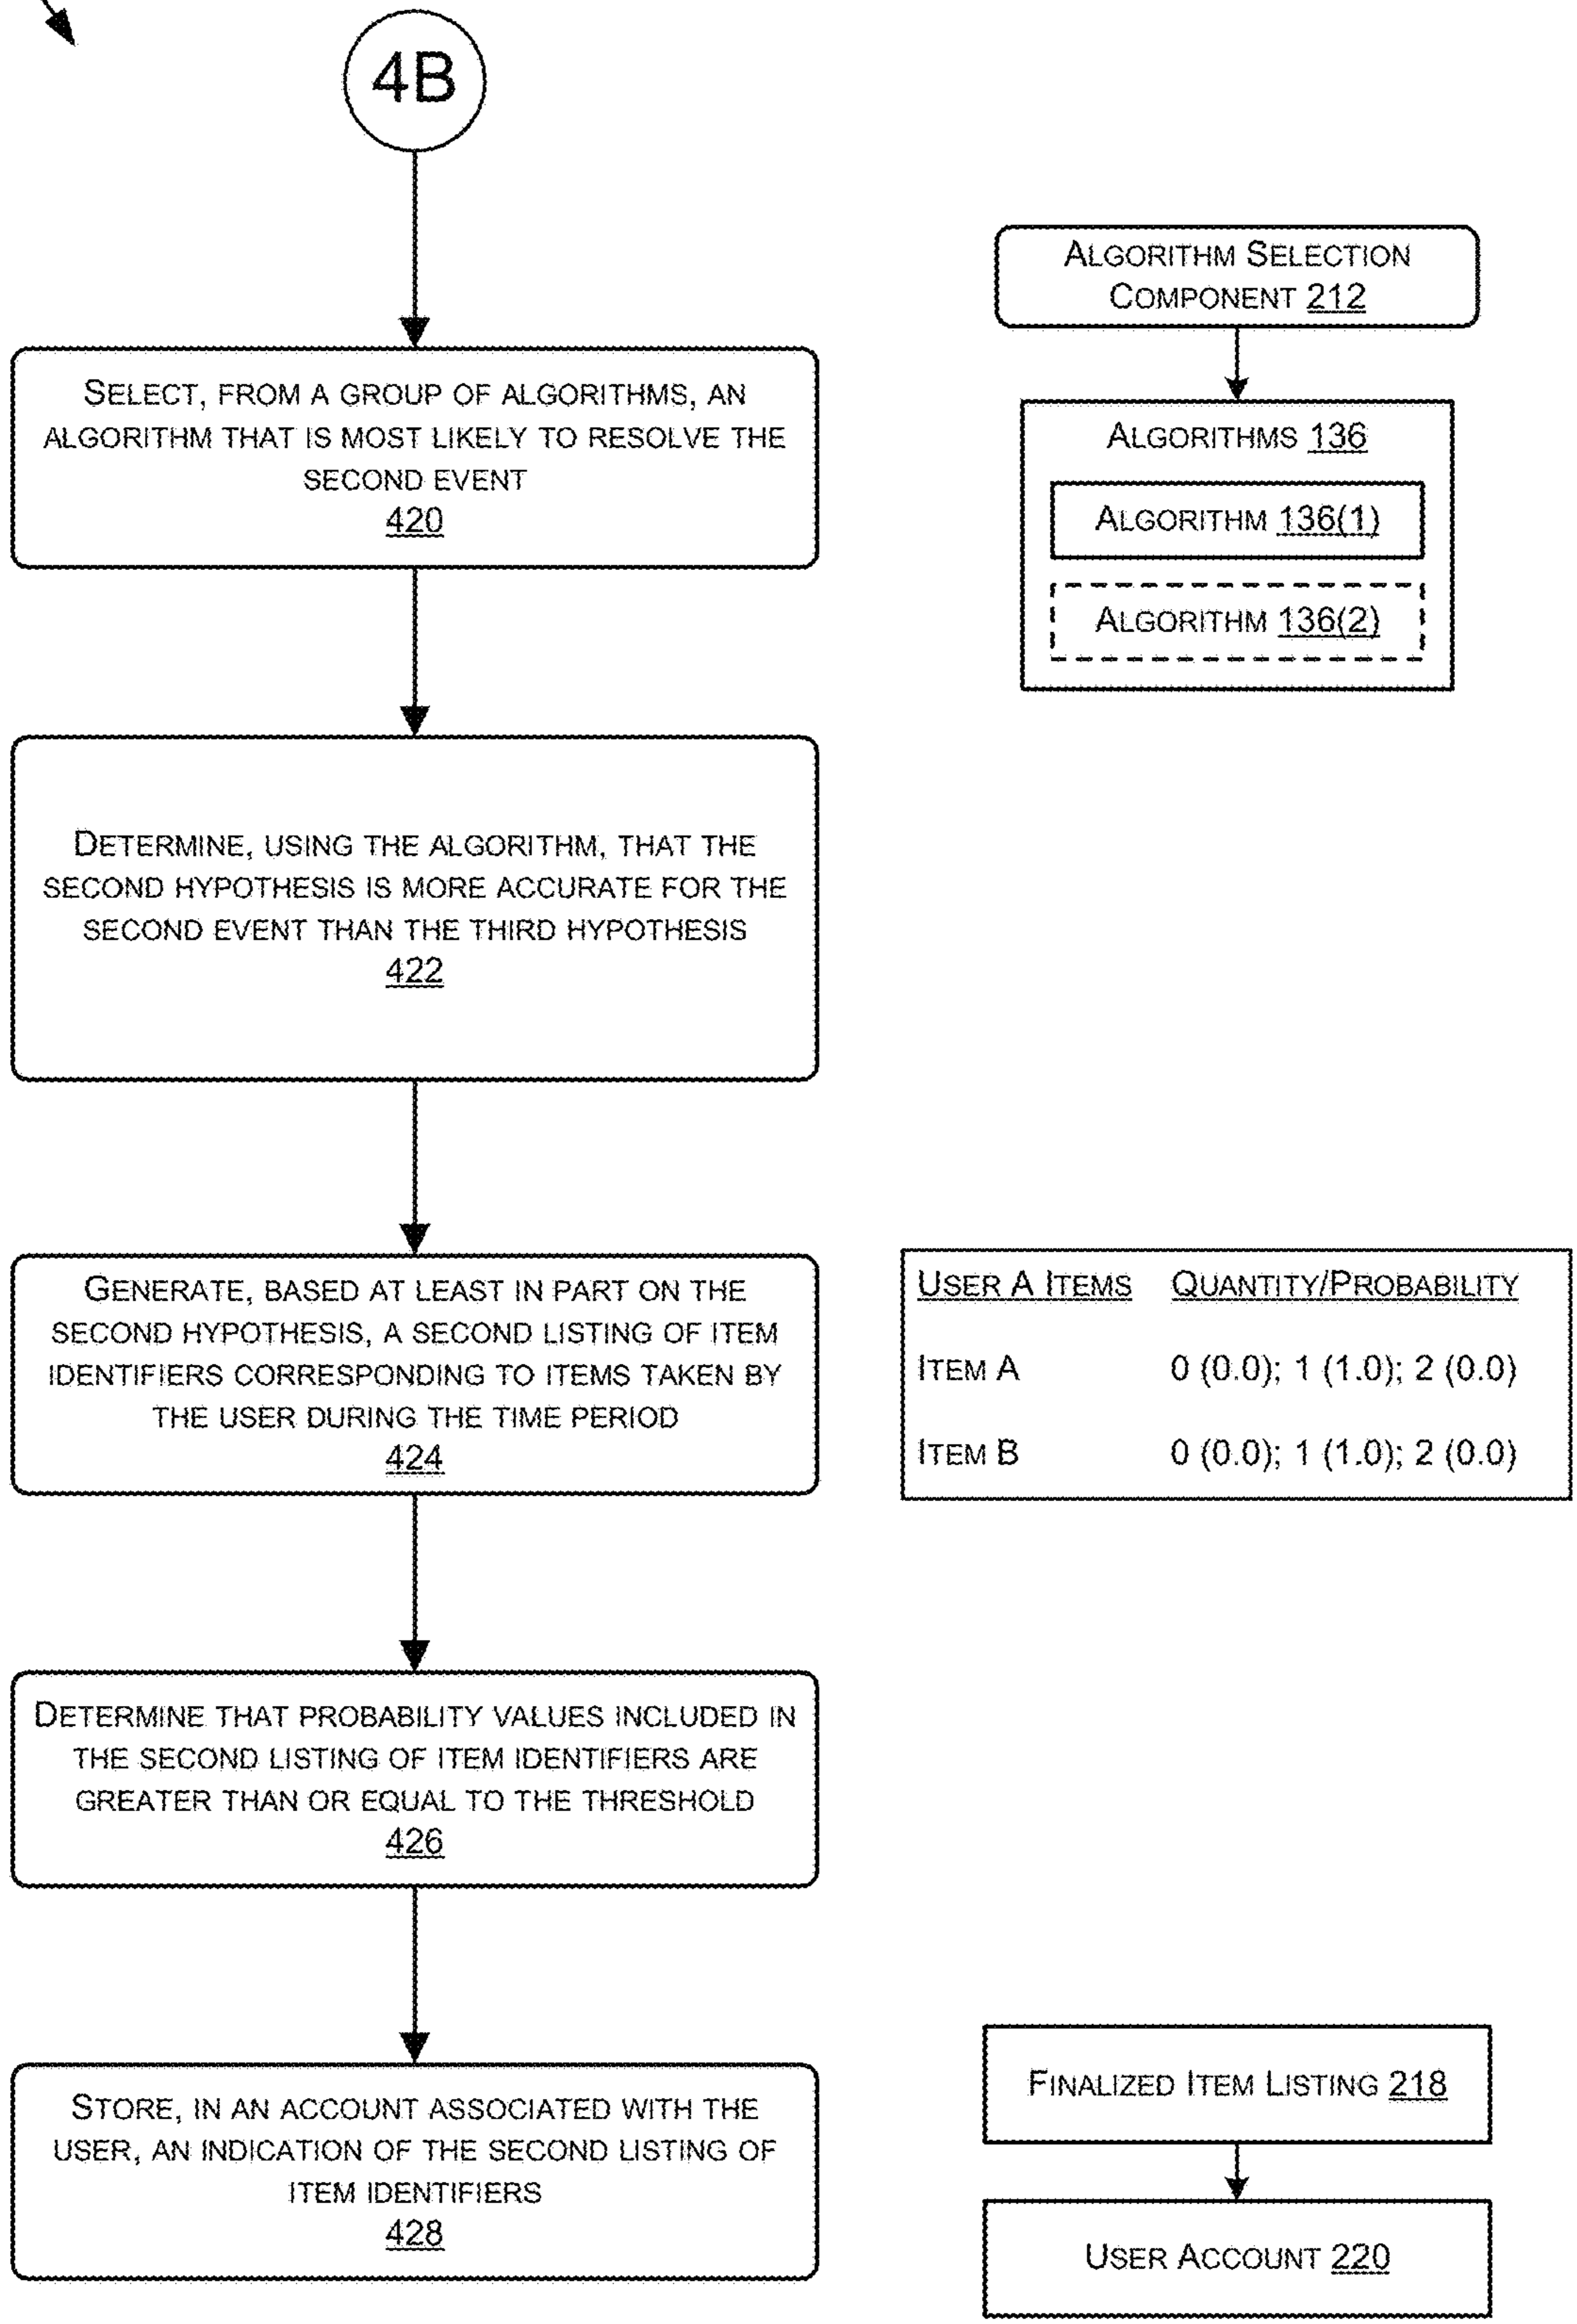 4B
SELECT, FROM A GROUP OF ALGORITHMS, AN
ALGORITHM THAT IS MOST LIKELY TO RESOLVE THE
SECOND EVENT
420
ALGORITHM SELECTION
COMPONENT 212
ALGORITHMS 136
ALGORITHM 136(1)
ALGORITHM 136(2)
DETERMINE, USING THE ALGORITHM, THAT THE
SECOND HYPOTHESIS IS MORE ACCURATE FOR THE
SECOND EVENT THAN THE THIRD HYPOTHESIS
422
GENERATE, BASED AT LEAST IN PART ON THE
SECOND HYPOTHESIS, A SECOND LISTING OF ITEM
IDENTIFIERS CORRESPONDING TO ITEMS TAKEN BY
THE USER DURING THE TIME PERIOD
424
USER A ITEMS QUANTITY/PROBABILITY
ITEM A 0 (0.0); 1 (1.0); 2 (0.0)
ITEM B 0 (0.0); 1 (1.0); 2 (0.0)
DETERMINE THAT PROBABILITY VALUES INCLUDED IN
THE SECOND LISTING OF ITEM IDENTIFIERS ARE
GREATER THAN OR EQUAL TO THE THRESHOLD
426
STORE, IN AN ACCOUNT ASSOCIATED WITH THE
USER, AN INDICATION OF THE SECOND LISTING OF
ITEM IDENTIFIERS
428
FINALIZED ITEM LISTING 218
USER ACCOUNT 220